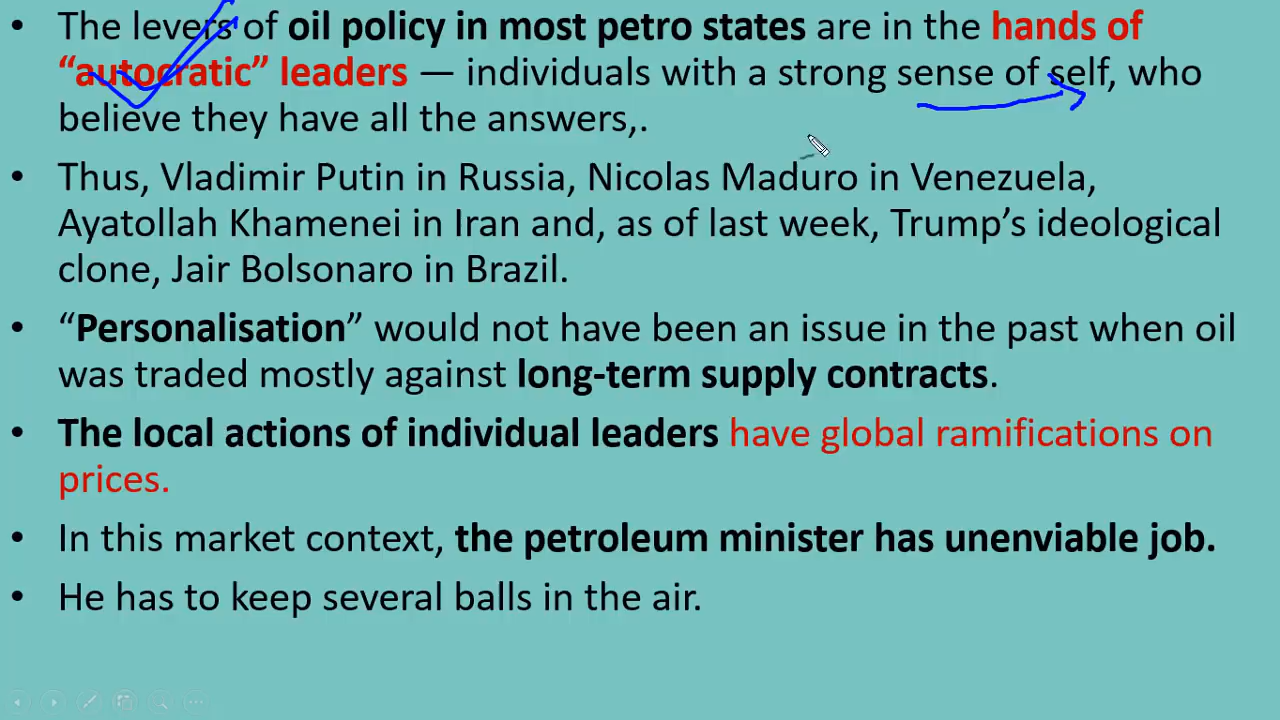 • The levers of oil policy in most petro states are in the hands of
“autocratic” leaders — individuals with a strong sense of self, who
believe they have all the answers,.
• Thus, Vladimir Putin in Russia, Nicolas Maduro in Venezuela,
Ayatollah Khamenei in Iran and, as of last week, Trump’s ideological
clone, Jair Bolsonaro in Brazil.
• “Personalisation” would not have been an issue in the past when oil
was traded mostly against long-term supply contracts.
• The local actions of individual leaders have global ramifications on
prices.
• In this market context, the petroleum minister has unenviable job.
• He has to keep several balls in the air.